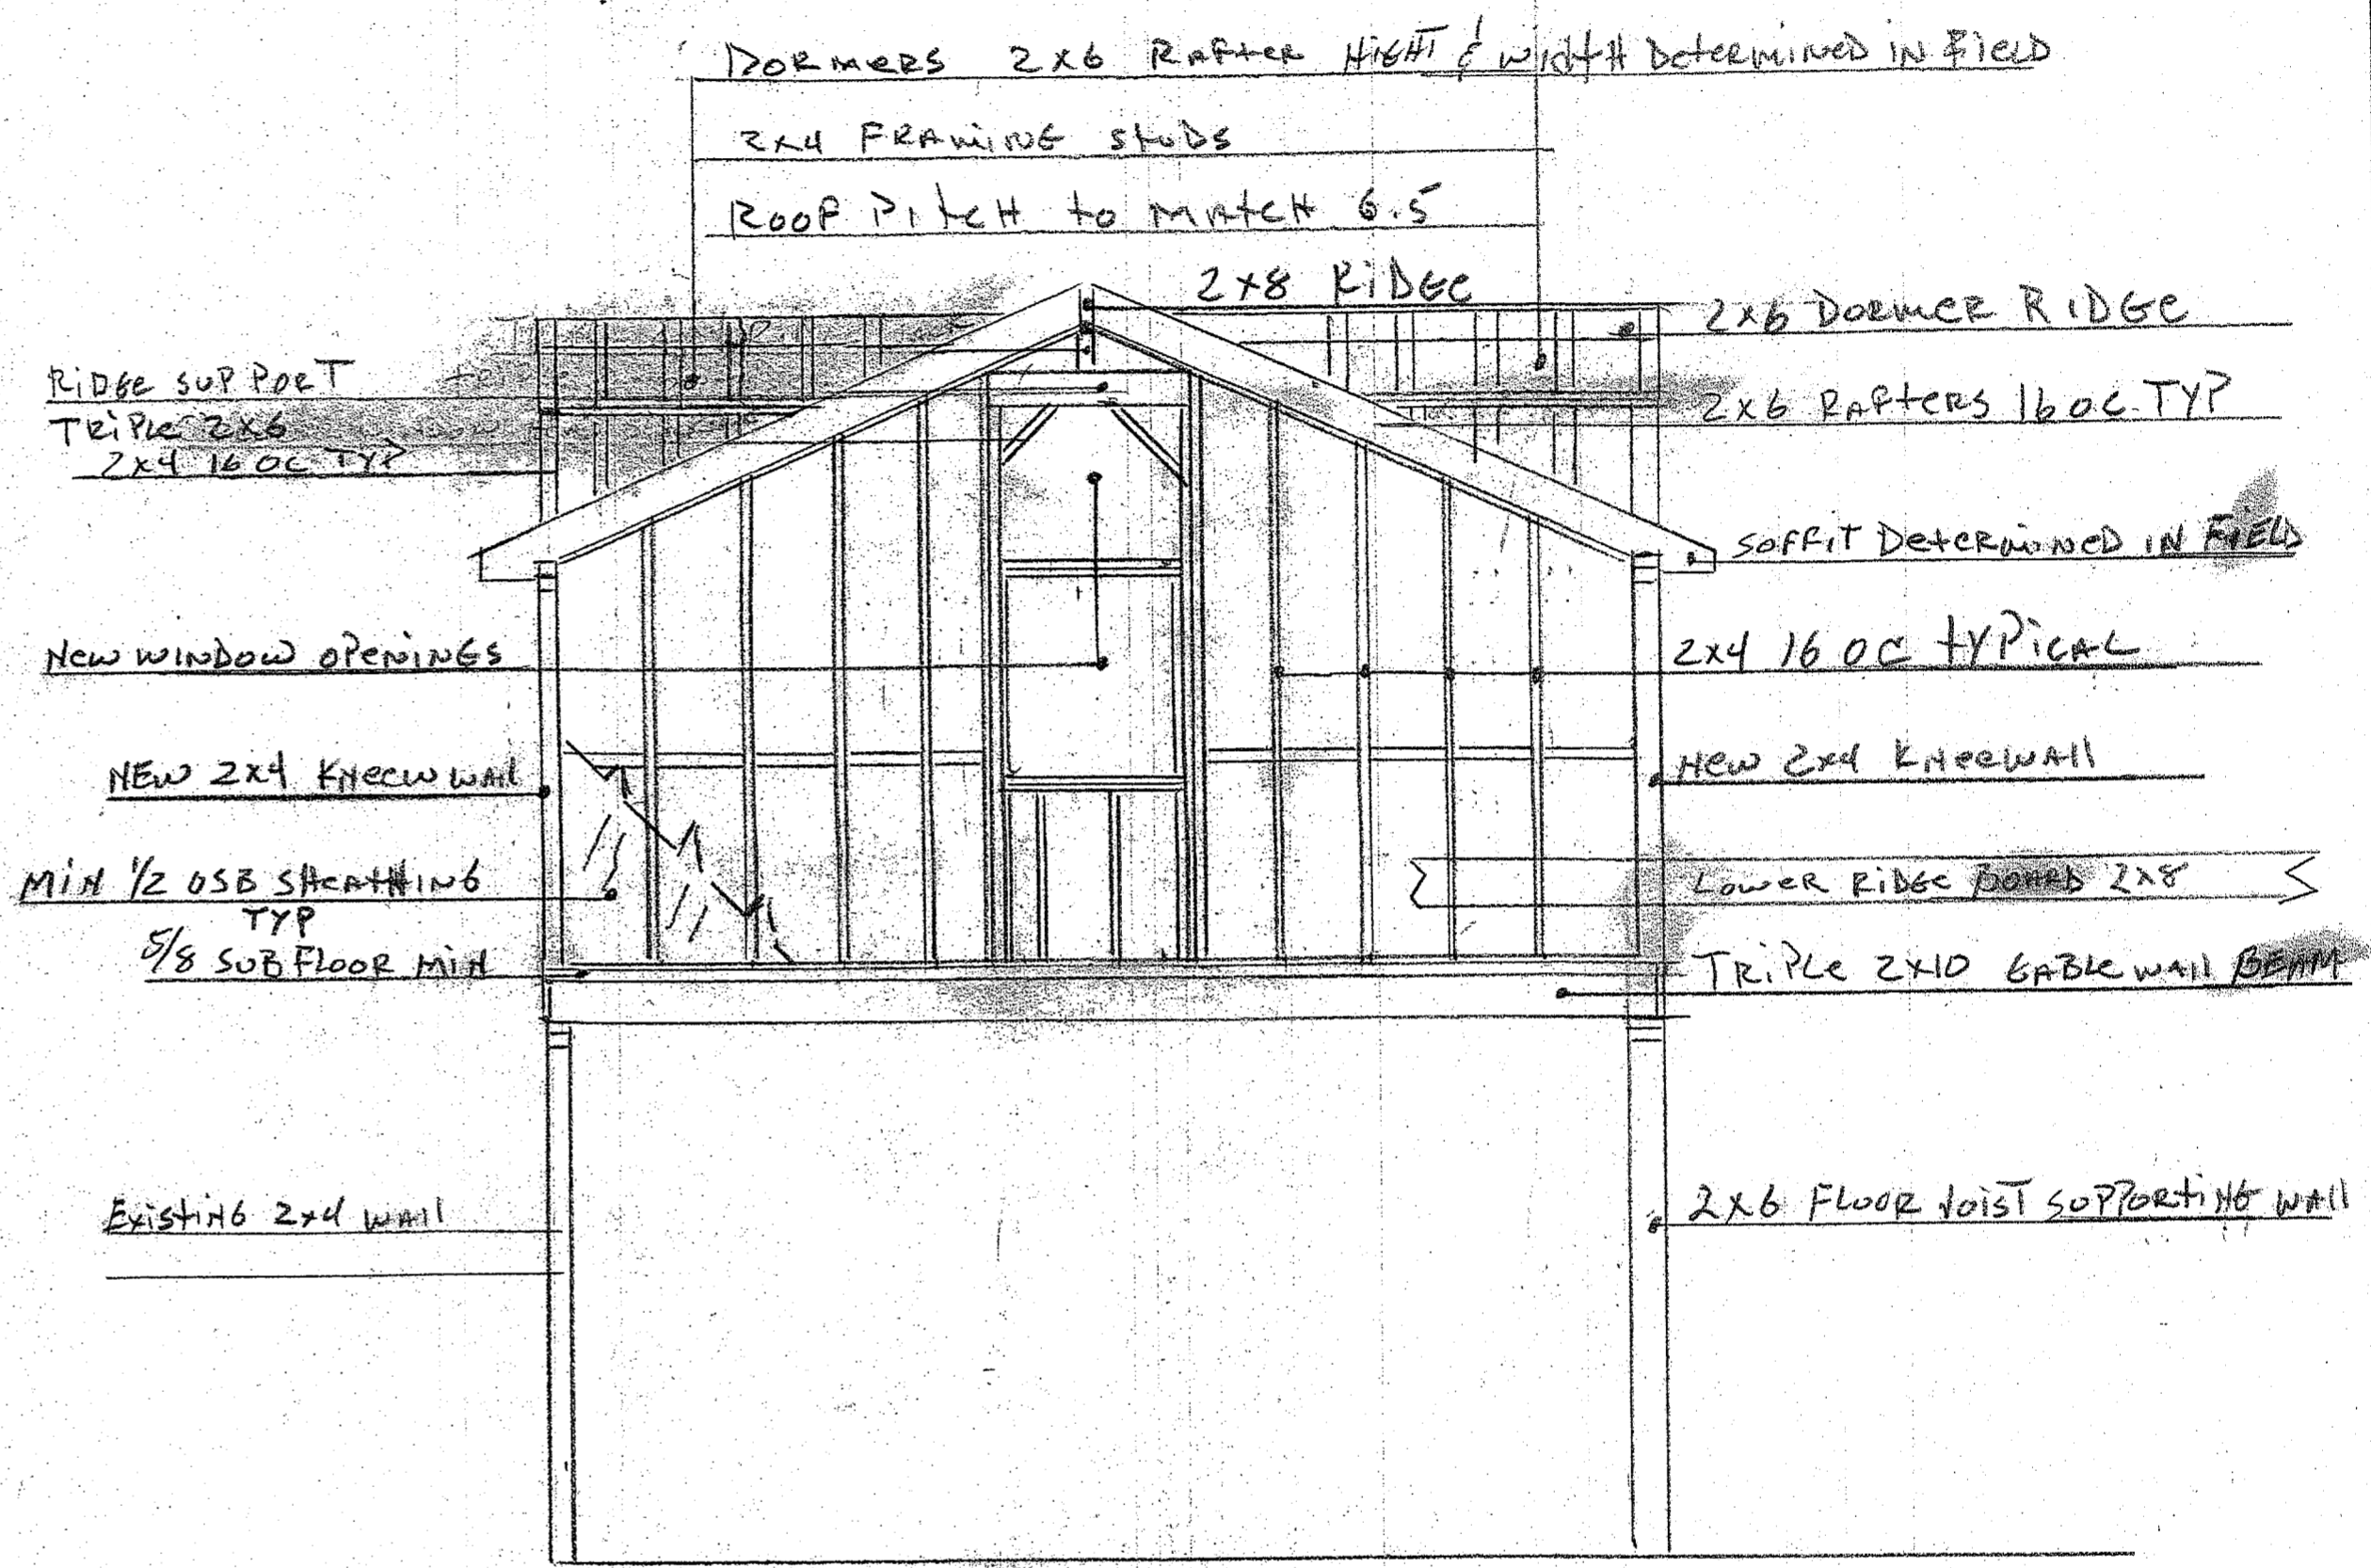 DORMERS 2x6 RAFTER HIGHT & WIDTH DETERMINED IN FIELD
2x4 FRAMING STUDS
ROOF PITCH TO MATCH 6.5
2x8 RIDGE
2x6 DORMER RIDGE
RIDGE SUPPORT
TRIPLE 2x6
2x4 16 OC TYP
2x6 RAFTERS 16 OC TYP
SOFFIT DETERMINED IN FIELD
NEW WINDOW OPENINGS
2x4 16 OC TYPICAL
NEW 2x4 KNEEWWALL
NEW 2x4 KNEEWALL
MIN 1/2 OSB SHEATHING
TYP
5/8 SUB FLOOR MIN
LOWER RIDGE BOARD 2x8
TRIPLE 2x10 GABLE WALL BEAM
EXISTING 2x4 WALL
2x6 FLOOR JOIST SUPPORTING WALL